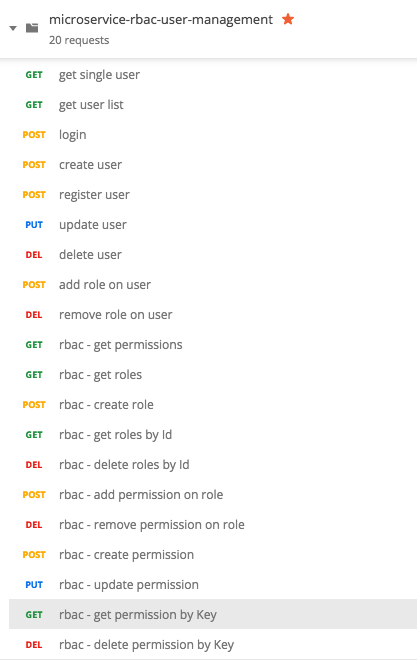 microservice-rbac-user-management
20 requests
GET get single user
GET get user list
POST login
POST create user
POST register user
PUT update user
DEL delete user
POST add role on user
DEL remove role on user
GET rbac - get permissions
GET rbac - get roles
POST rbac - create role
GET rbac - get roles by Id
DEL rbac - delete roles by Id
POST rbac - add permission on role
DEL rbac - remove permission on role
POST rbac - create permission
PUT rbac - update permission
GET rbac - get permission by Key
DEL rbac - delete permission by Key